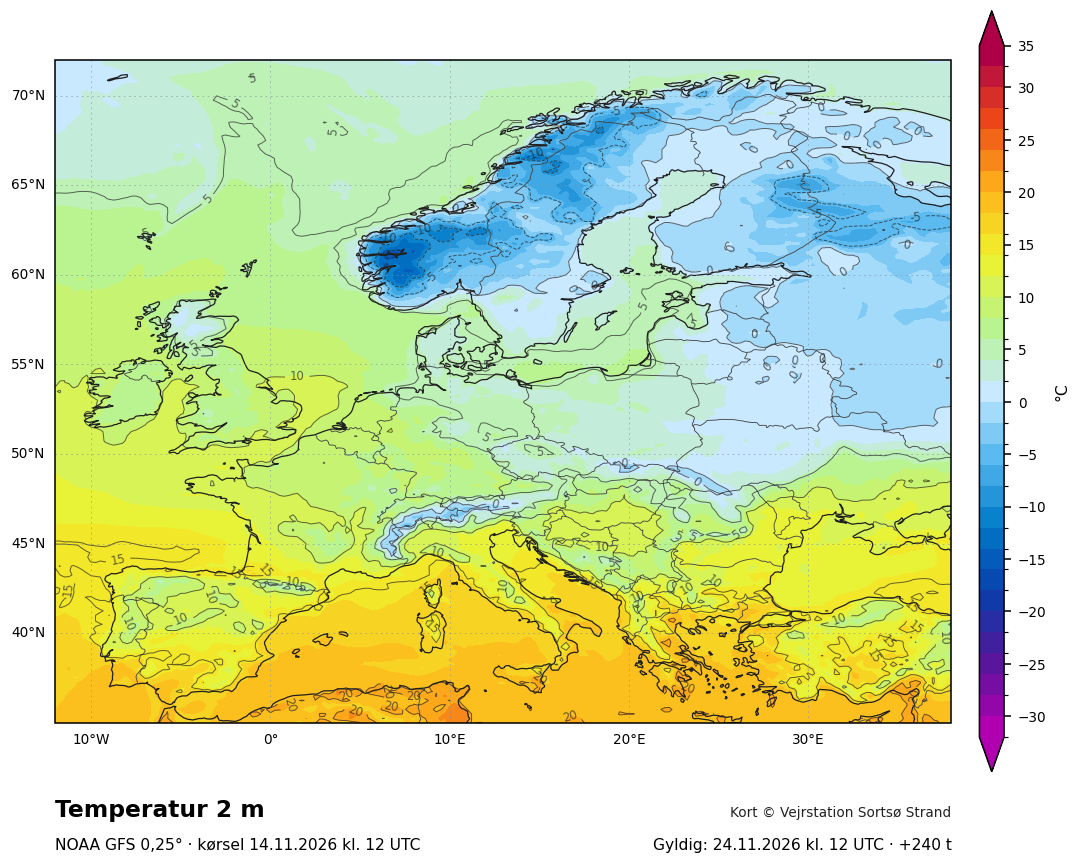 70°N
65°N
60°N
55°N
50°N
45°N
40°N
10°W 0° 10°E 20°E 30°E
35
30
25
20
15
10
5
0
−5
−10
−15
−20
−25
−30
°C
Temperatur 2 m
Kort © Vejrstation Sortsø Strand
NOAA GFS 0,25° · kørsel 14.11.2026 kl. 12 UTC
Gyldig: 24.11.2026 kl. 12 UTC · +240 t